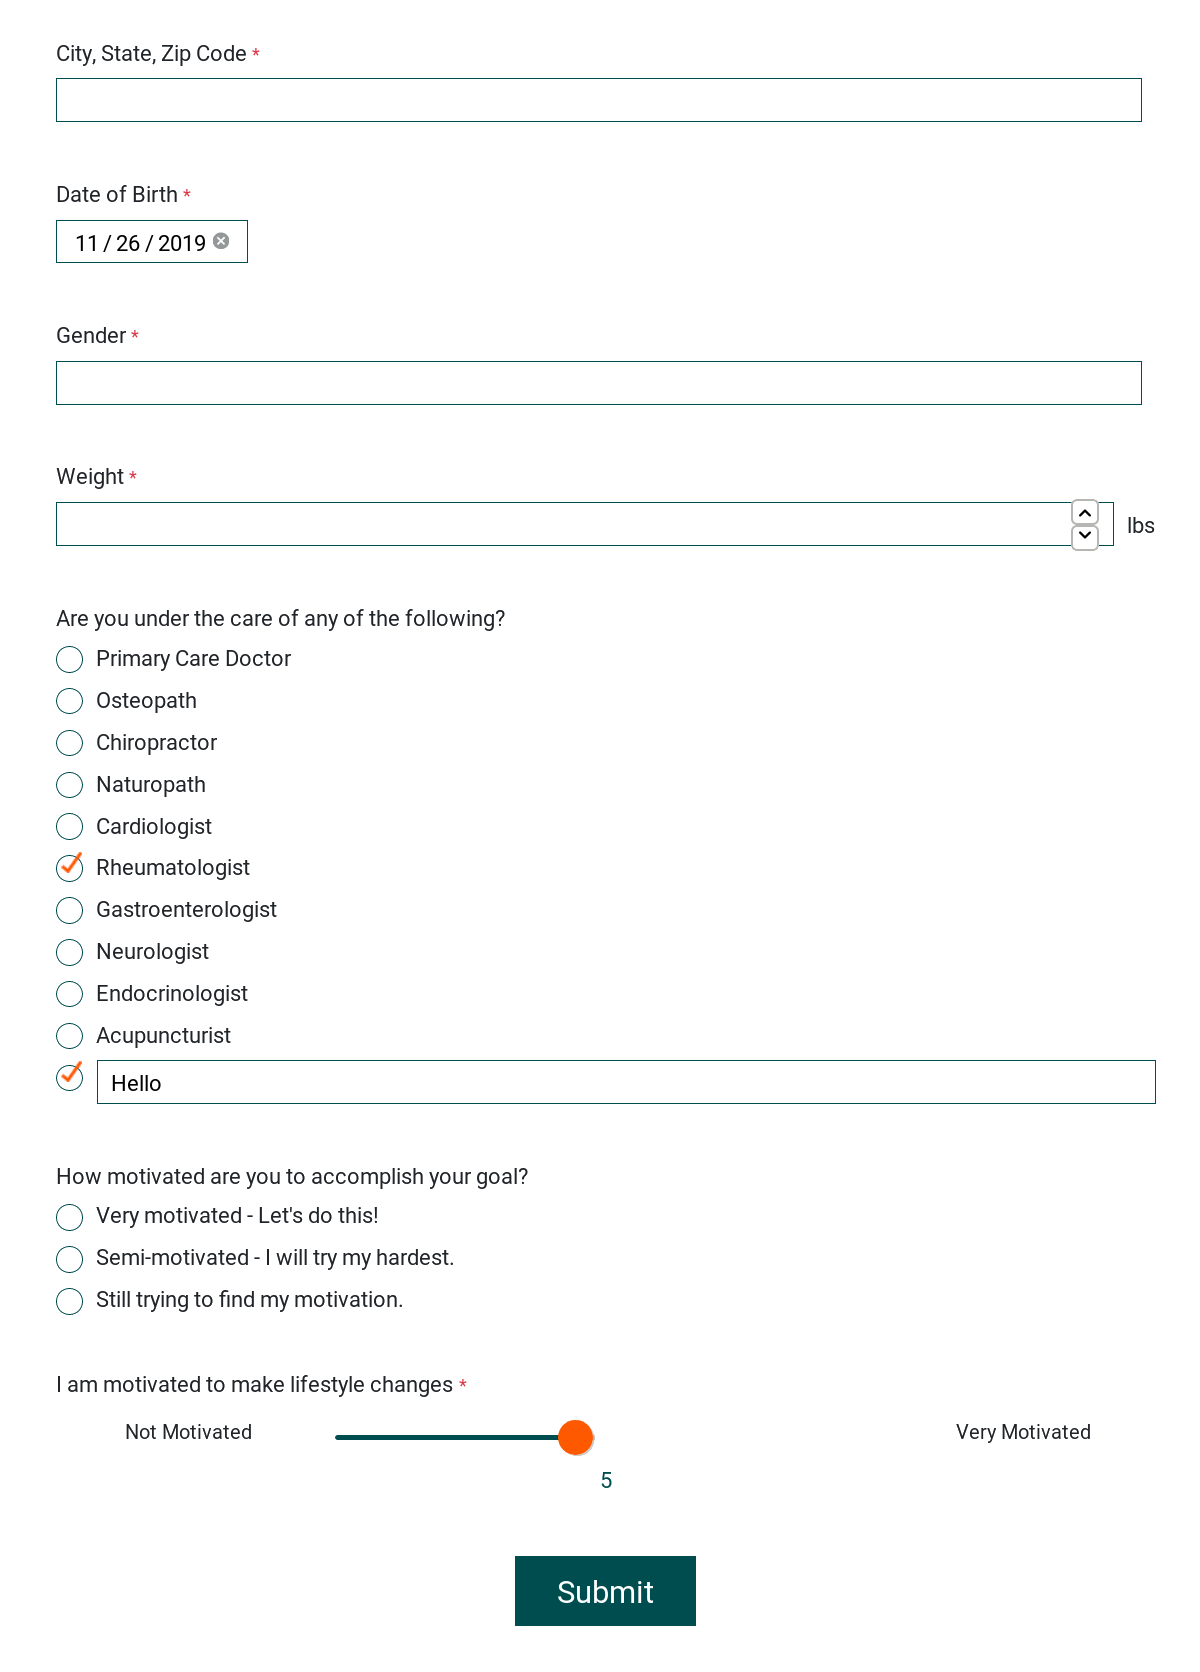 City, State, Zip Code *
Date of Birth *
11 / 26 / 2019
Gender *
Weight *
lbs
Are you under the care of any of the following?
Primary Care Doctor
Osteopath
Chiropractor
Naturopath
Cardiologist
Rheumatologist
Gastroenterologist
Neurologist
Endocrinologist
Acupuncturist
Hello
How motivated are you to accomplish your goal?
Very motivated - Let's do this!
Semi-motivated - I will try my hardest.
Still trying to find my motivation.
I am motivated to make lifestyle changes *
Not Motivated Very Motivated
5
Submit